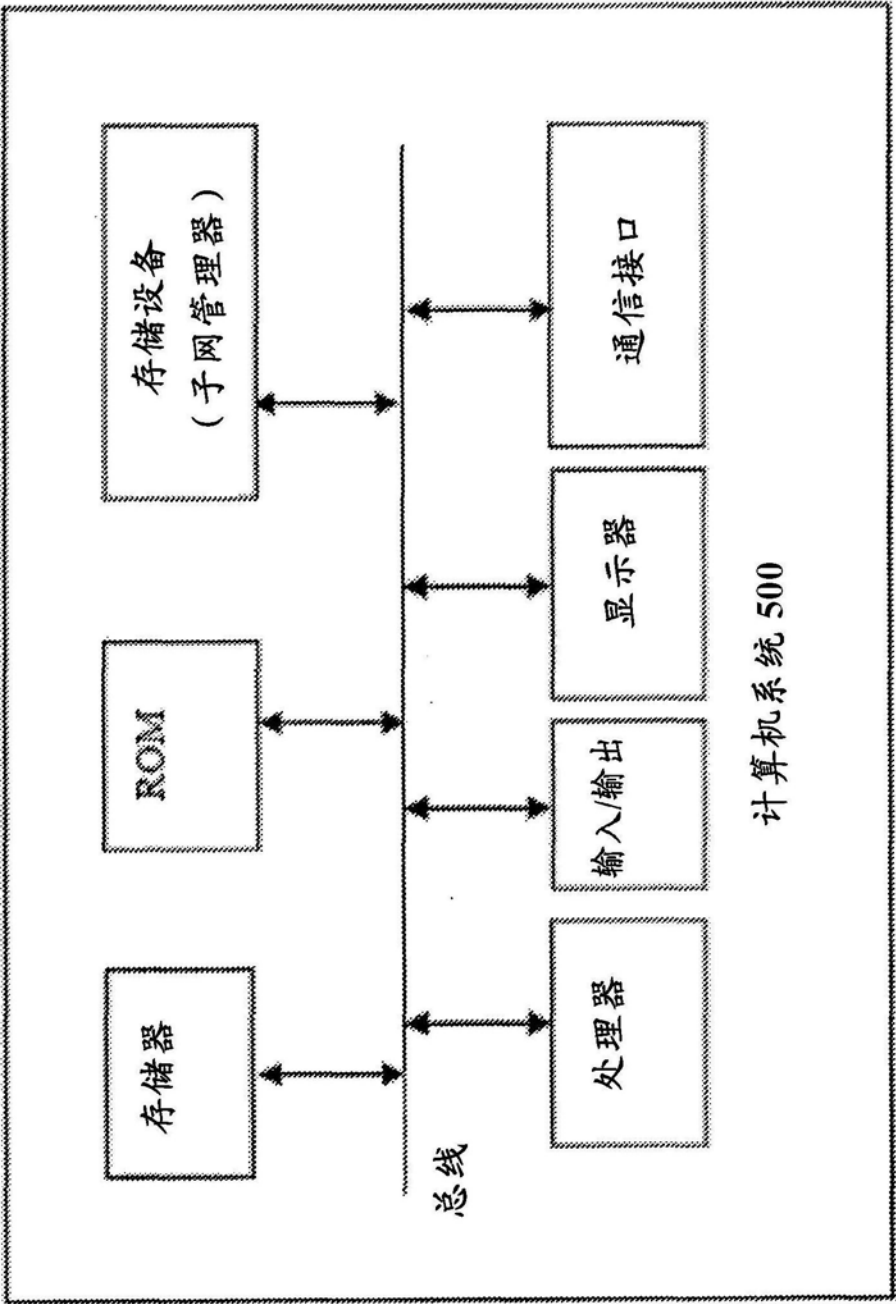 存储器
ROM
存储设备
（子网管理器）
总线
处理器
输入/输出
显示器
通信接口
计算机系统 500